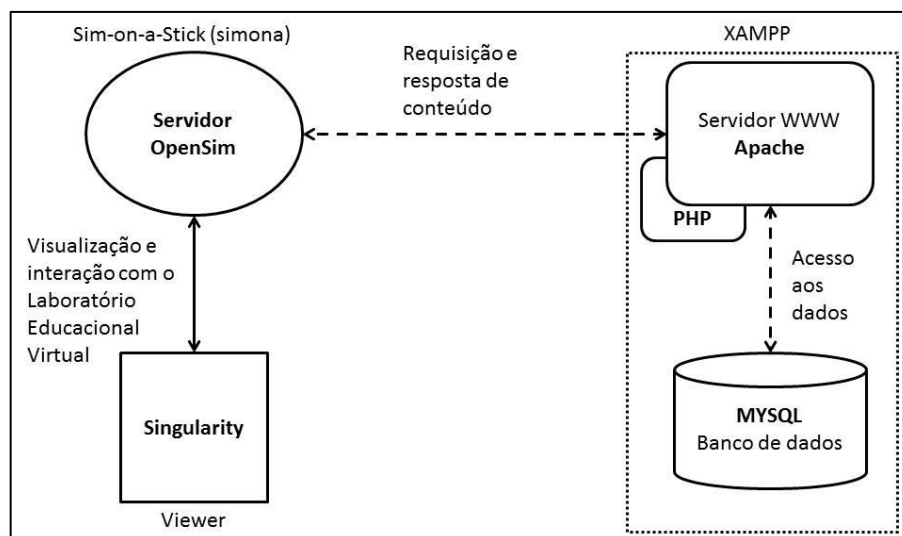 Sim-on-a-Stick (simona)
Servidor
OpenSim
Requisição e
resposta de
conteúdo
XAMPP
Servidor WWW
Apache
PHP
Visualização e
interação com o
Laboratório
Educacional
Virtual
Acesso
aos
dados
Singularity
Viewer
MYSQL
Banco de dados